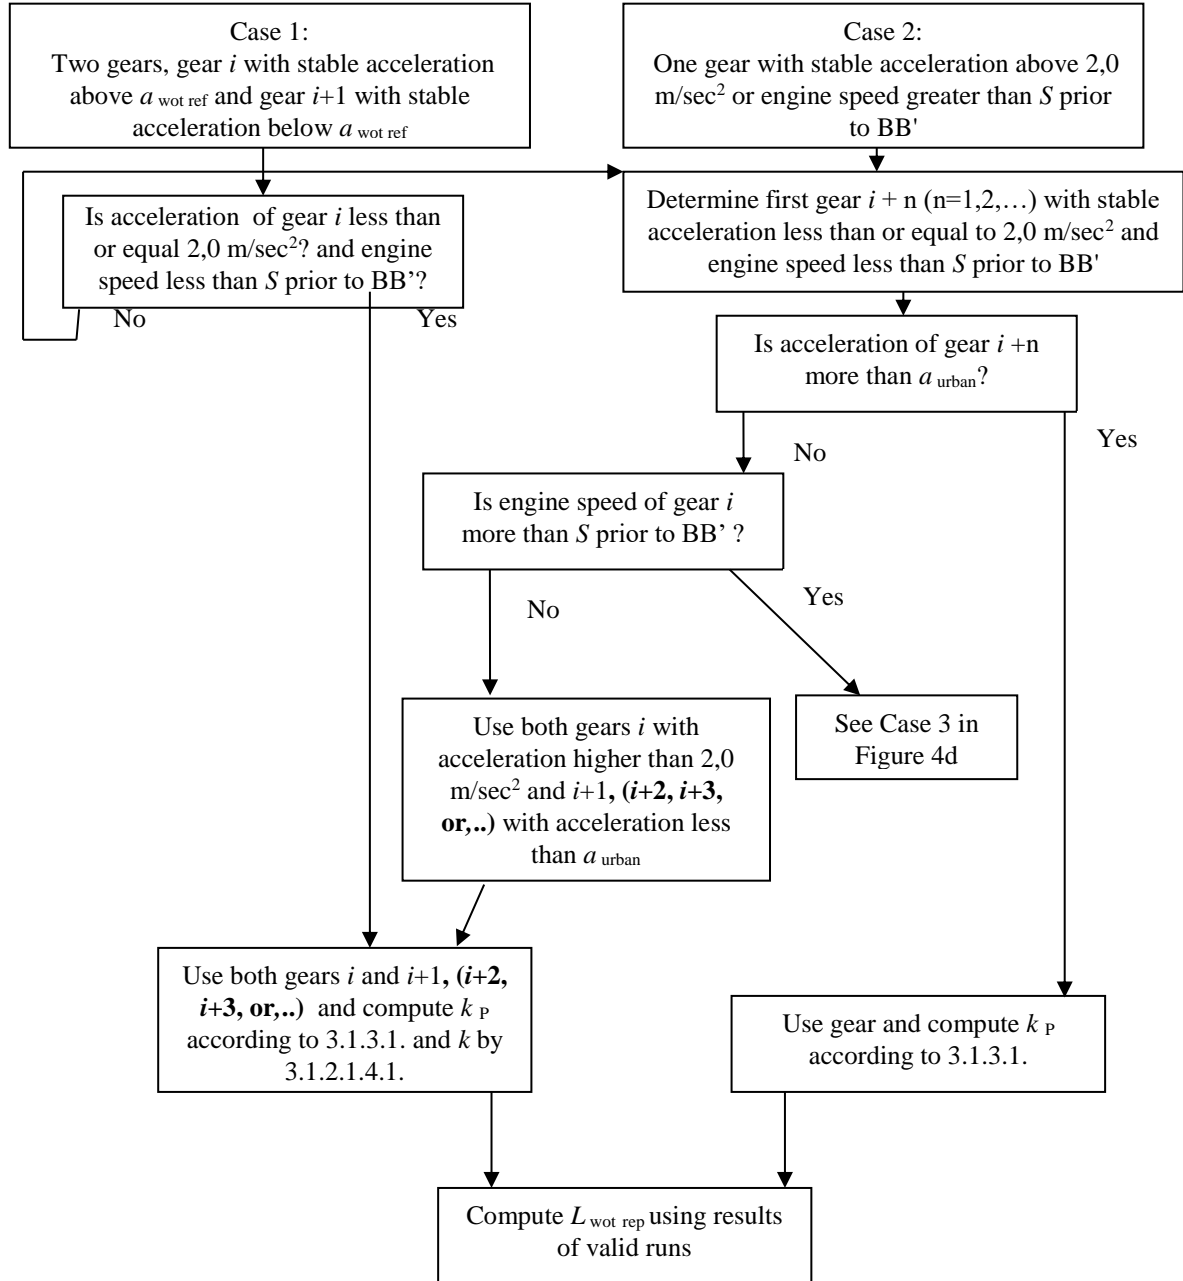 Case 1:
Two gears, gear i with stable acceleration
above a wot ref and gear i+1 with stable
acceleration below a wot ref
Case 2:
One gear with stable acceleration above 2,0
m/sec² or engine speed greater than S prior
to BB'
Is acceleration of gear i less than
or equal 2,0 m/sec²? and engine
speed less than S prior to BB’?
No
Yes
Determine first gear i + n (n=1,2,…) with stable
acceleration less than or equal to 2,0 m/sec² and
engine speed less than S prior to BB'
Is acceleration of gear i +n
more than a urban?
No
Yes
Is engine speed of gear i
more than S prior to BB’ ?
No
Yes
Use both gears i with
acceleration higher than 2,0
m/sec² and i+1, (i+2, i+3,
or,..) with acceleration less
than a urban
See Case 3 in
Figure 4d
Use both gears i and i+1, (i+2,
i+3, or,..) and compute k P
according to 3.1.3.1. and k by
3.1.2.1.4.1.
Use gear and compute k P
according to 3.1.3.1.
Compute L wot rep using results
of valid runs